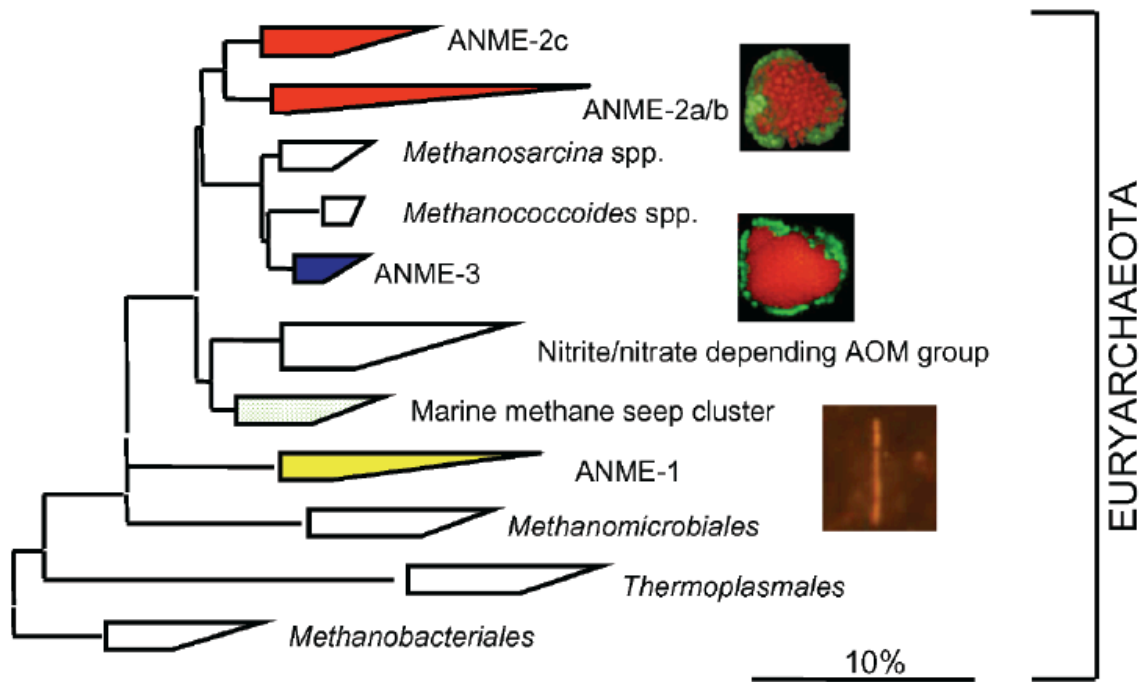 ANME-2c
ANME-2a/b
Methanosarcina spp.
Methanococcoides spp.
ANME-3
Nitrite/nitrate depending AOM group
Marine methane seep cluster
ANME-1
Methanomicrobiales
Thermoplasmales
Methanobacteriales
10%
EURYARCHAEOTA